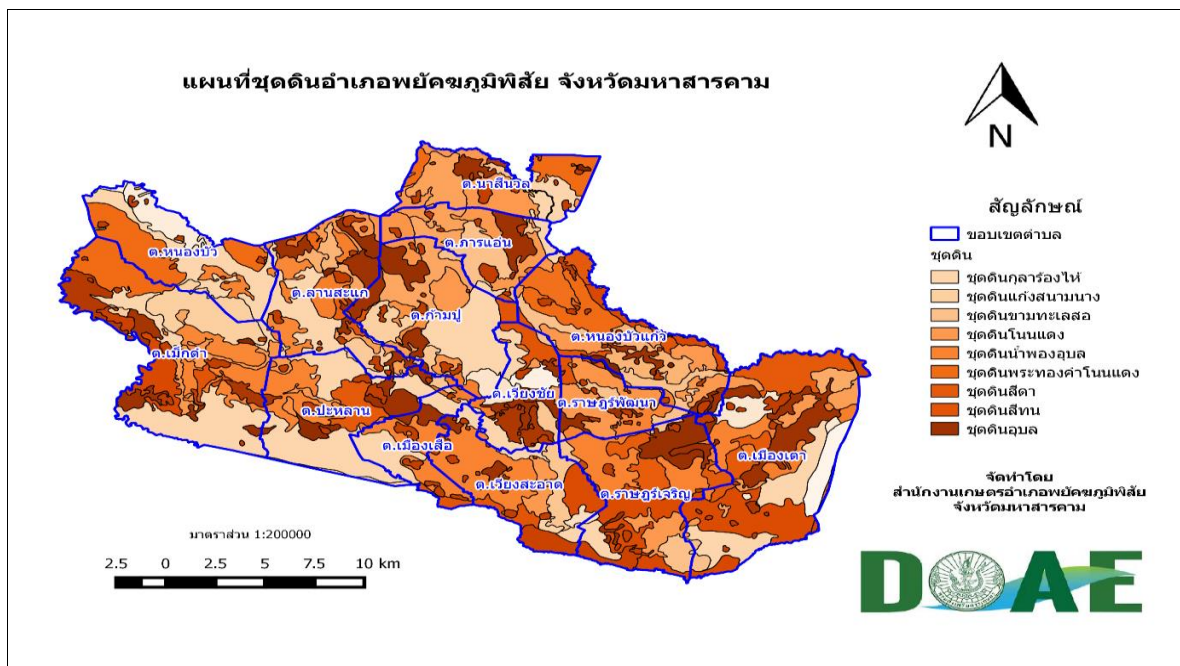 แผนที่ชุดดินอำเภอพยัคฆภูมิพิสัย จังหวัดมหาสารคาม
N
ต.นาสีนวล
ต.ภารแอ่น
ต.หนองบัว
ต.ลานสะแก
ต.ก้ามปู
ต.หนองบัวแก้ว
ต.เม็กดำ
ต.เวียงชัย
ต.ราษฎร์พัฒนา
ต.ปะหลาน
ต.เมืองเสือ
ต.เมืองเตา
ต.เวียงสะอาด
ต.ราษฎร์เจริญ
สัญลักษณ์
ขอบเขตตำบล
ชุดดิน
ชุดดินกุลาร้องไห้
ชุดดินแก้งสนามนาง
ชุดดินขามทะเลสอ
ชุดดินโนนแดง
ชุดดินน้ำพองอุบล
ชุดดินพระทองคำโนนแดง
ชุดดินสีดา
ชุดดินสีทน
ชุดดินอุบล
จัดทำโดย
สำนักงานเกษตรอำเภอพยัคฆภูมิพิสัย
จังหวัดมหาสารคาม
มาตราส่วน 1:200000
2.5 0 2.5 5 7.5 10 km
DOAE